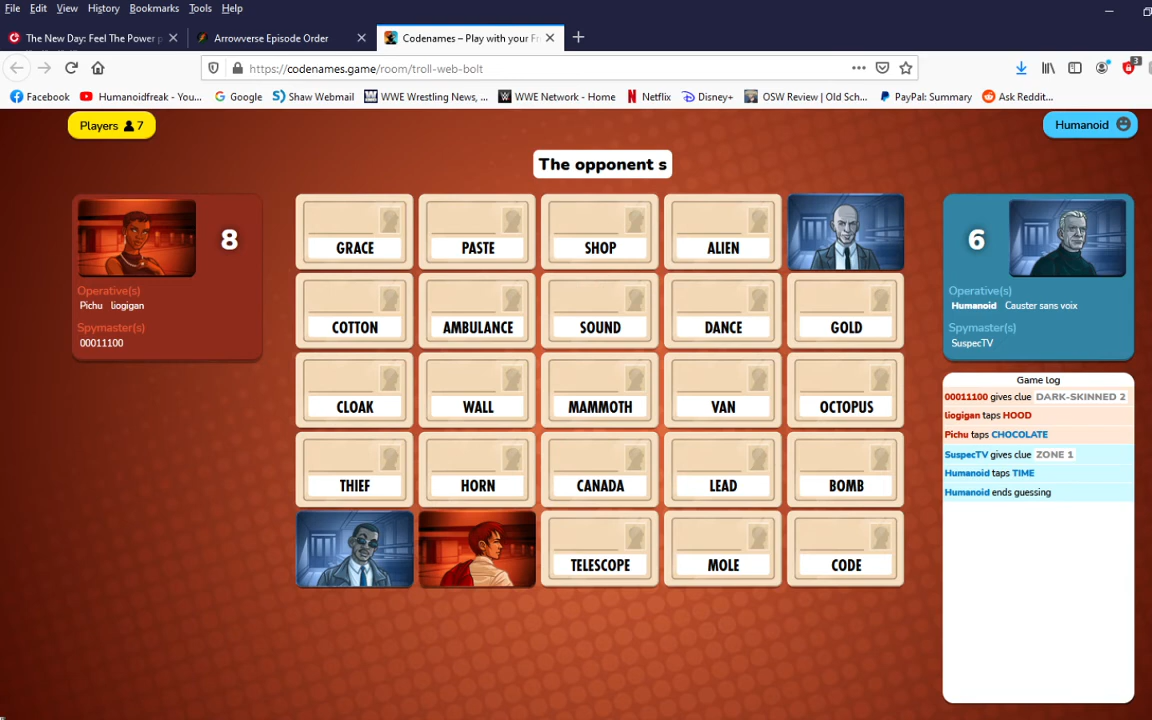 File Edit View History Bookmarks Tools Help
The New Day: Feel The Power p
Arrowverse Episode Order
Codenames – Play with your Fr
https://codenames.game/room/troll-web-bolt
3
Facebook
Humanoidfreak - You...
Google
Shaw Webmail
WWE Wrestling News, ...
WWE Network - Home
Netflix
Disney+
OSW Review | Old Sch...
PayPal: Summary
Ask Reddit...
Players 7
Humanoid
The opponent s
8
Operative(s)
Pichu liogigan
Spymaster(s)
00011100
GRACE PASTE SHOP ALIEN
COTTON AMBULANCE SOUND DANCE GOLD
CLOAK WALL MAMMOTH VAN OCTOPUS
THIEF HORN CANADA LEAD BOMB
TELESCOPE MOLE CODE
6
Operative(s)
Humanoid Causter sans voix
Spymaster(s)
SuspecTV
Game log
00011100 gives clue DARK-SKINNED 2
liogigan taps HOOD
Pichu taps CHOCOLATE
SuspecTV gives clue ZONE 1
Humanoid taps TIME
Humanoid ends guessing